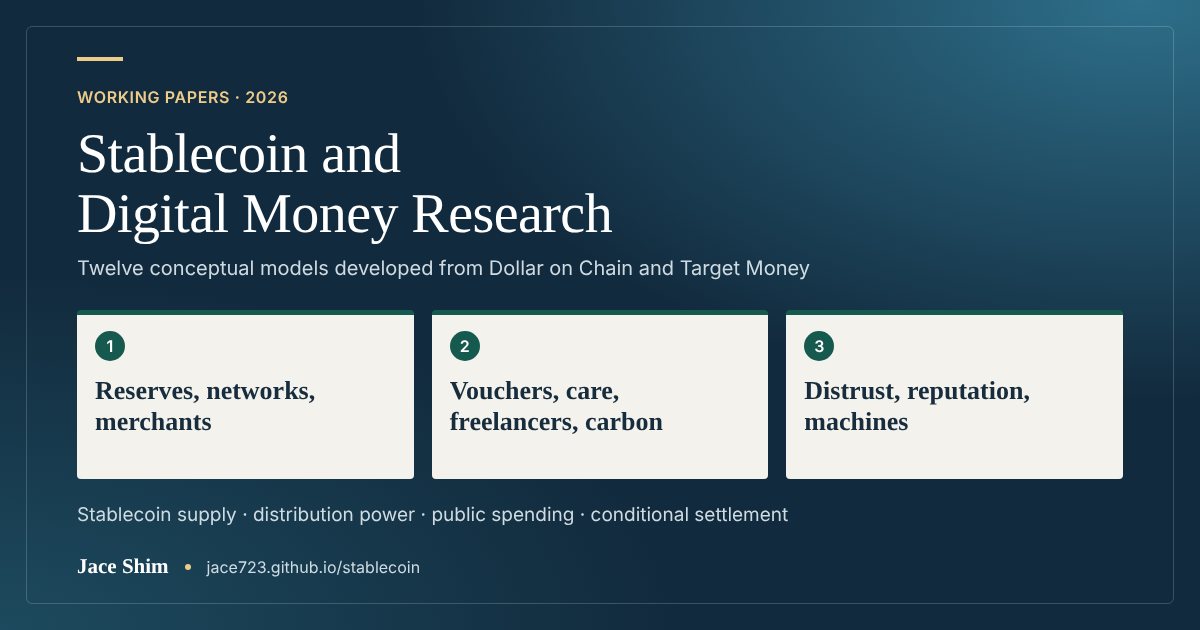 WORKING PAPERS · 2026
Stablecoin and
Digital Money Research
Twelve conceptual models developed from Dollar on Chain and Target Money
1
Reserves, networks,
merchants
2
Vouchers, care,
freelancers, carbon
3
Distrust, reputation,
machines
Stablecoin supply · distribution power · public spending · conditional settlement
Jace Shim • jace723.github.io/stablecoin